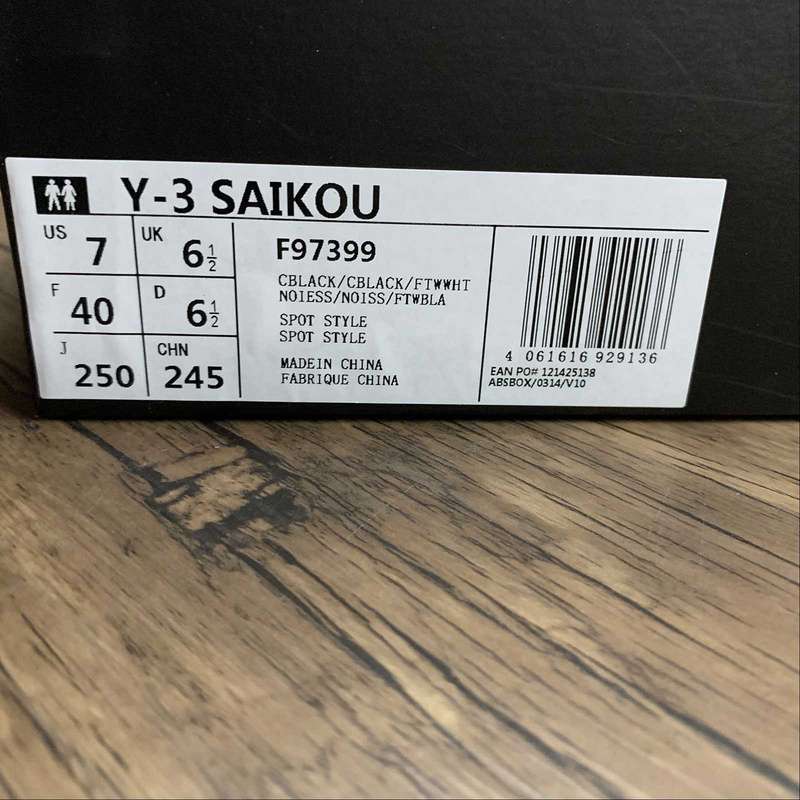 Y-3 SAIKOU
US 7 UK 6 1/2
F 40 D 6 1/2
J 250 CHN 245
F97399
CBLACK/CBLACK/FTWWHT
NOIESS/NOISS/FTWBLA
SPOT STYLE
SPOT STYLE
MADEIN CHINA
FABRIQUE CHINA
4 061616 929136
EAN PO# 121425138
ABSBOX/0314/V10